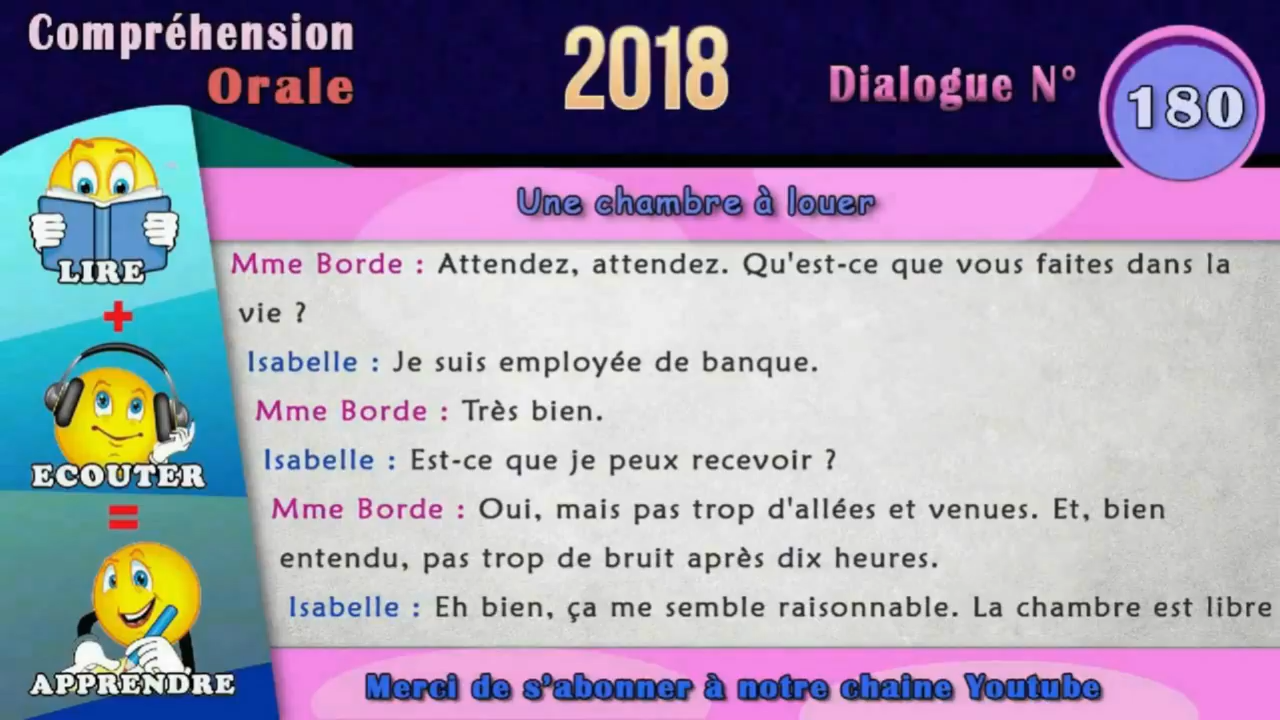 Compréhension
Orale
2018
Dialogue N°
180
Une chambre à louer
Mme Borde : Attendez, attendez. Qu'est-ce que vous faites dans la
vie ?
Isabelle : Je suis employée de banque.
Mme Borde : Très bien.
Isabelle : Est-ce que je peux recevoir ?
Mme Borde : Oui, mais pas trop d'allées et venues. Et, bien
entendu, pas trop de bruit après dix heures.
Isabelle : Eh bien, ça me semble raisonnable. La chambre est libre
LIRE
+
ECOUTER
=
APPRENDRE
Merci de s'abonner à notre chaine Youtube